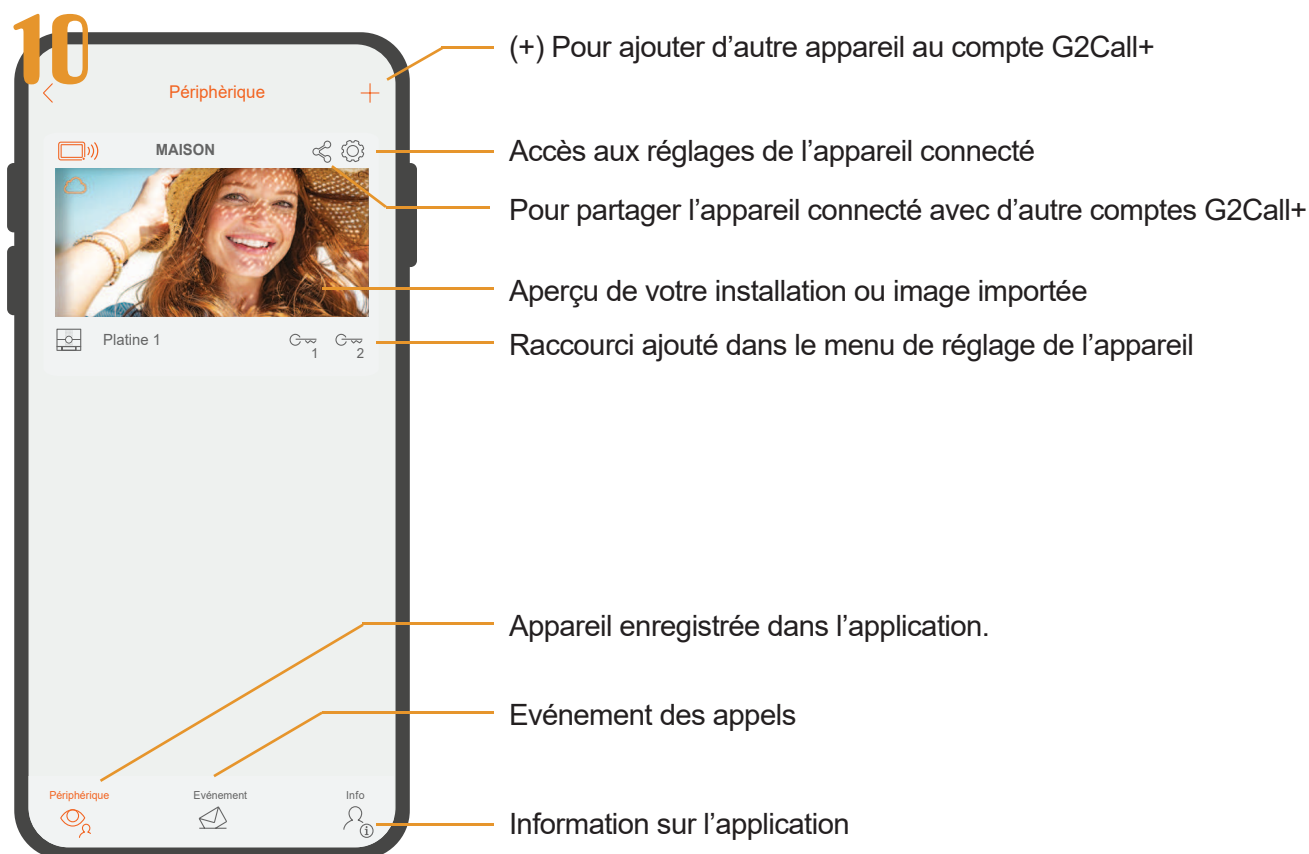 10
(+) Pour ajouter d’autre appareil au compte G2Call+
Périphèrique
MAISON
Accès aux réglages de l’appareil connecté
Pour partager l’appareil connecté avec d’autre comptes G2Call+
Aperçu de votre installation ou image importée
Platine 1
1
2
Raccourci ajouté dans le menu de réglage de l’appareil
Appareil enregistrée dans l’application.
Evénement des appels
Périphérique
Evénement
Info
Information sur l’application